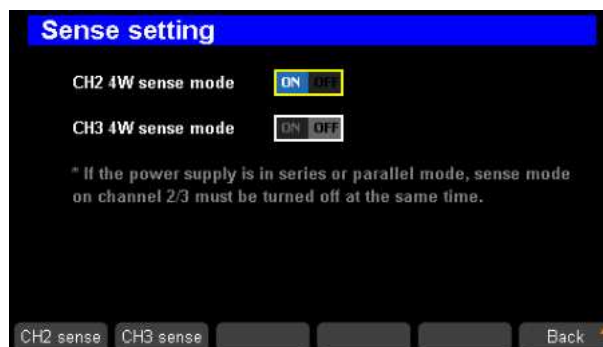 Sense setting
CH2 4W sense mode ON OFF
CH3 4W sense mode ON OFF
* If the power supply is in series or parallel mode, sense mode
on channel 2/3 must be turned off at the same time.
CH2 sense CH3 sense Back